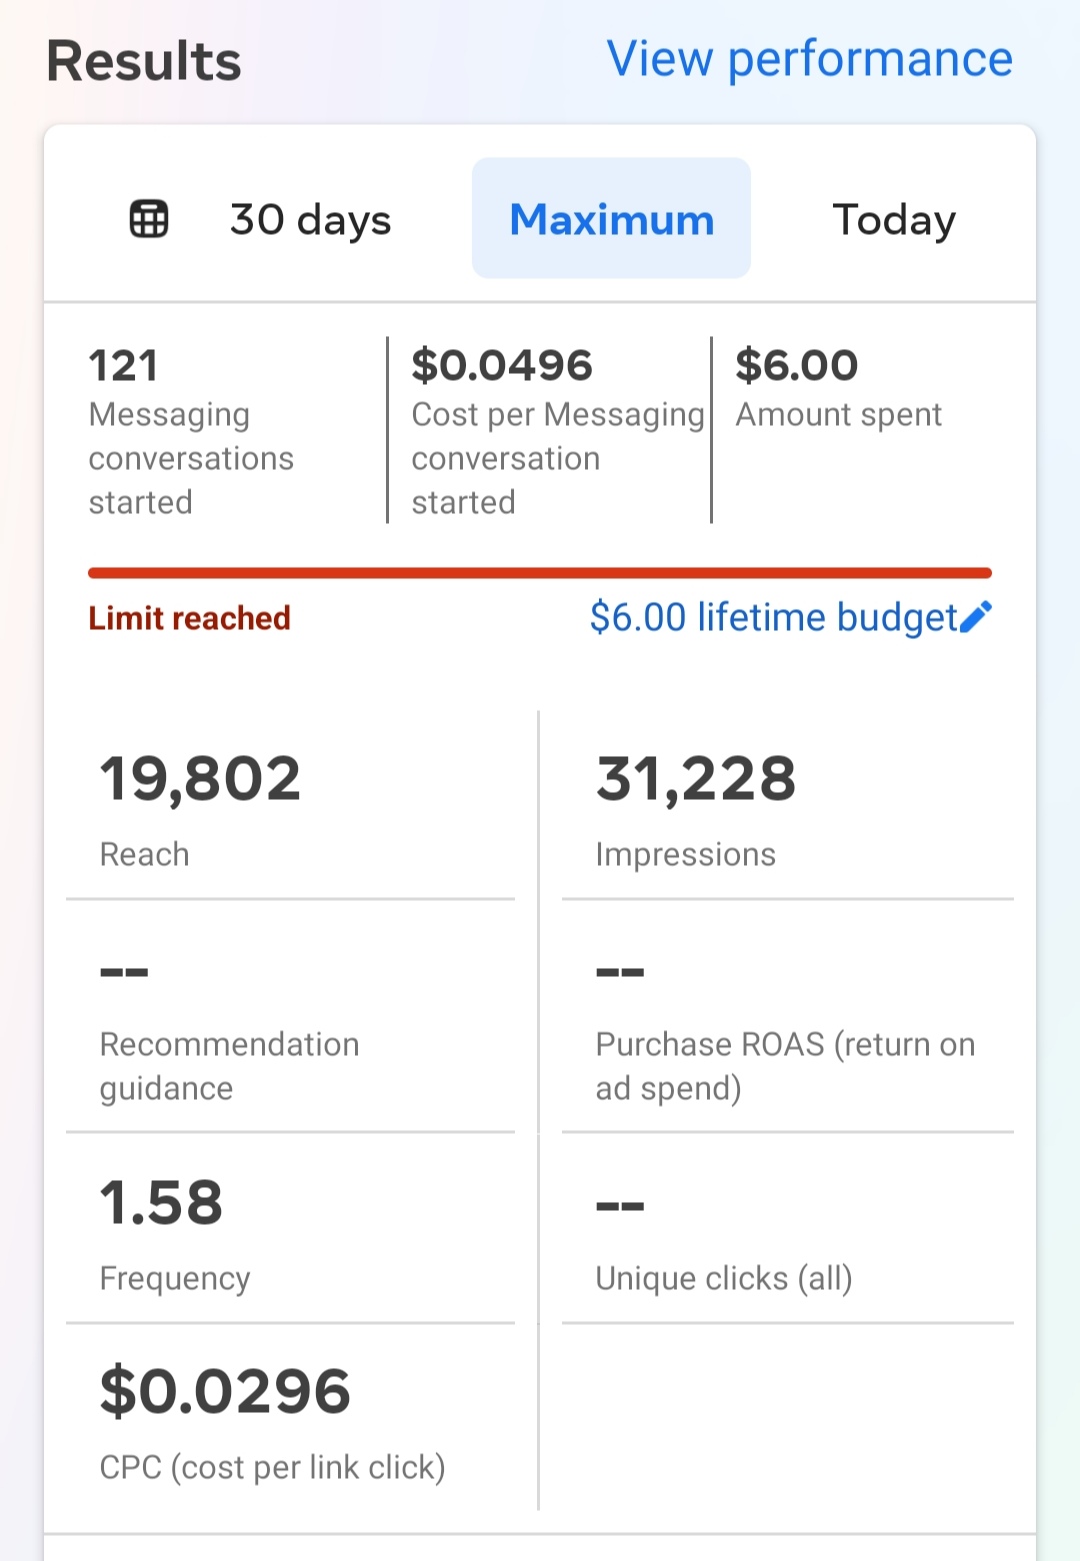 Results
View performance
30 days
Maximum
Today
121
Messaging
conversations
started
$0.0496
Cost per Messaging
conversation
started
$6.00
Amount spent
Limit reached
$6.00 lifetime budget
19,802
Reach
31,228
Impressions
--
Recommendation
guidance
--
Purchase ROAS (return on
ad spend)
1.58
Frequency
--
Unique clicks (all)
$0.0296
CPC (cost per link click)